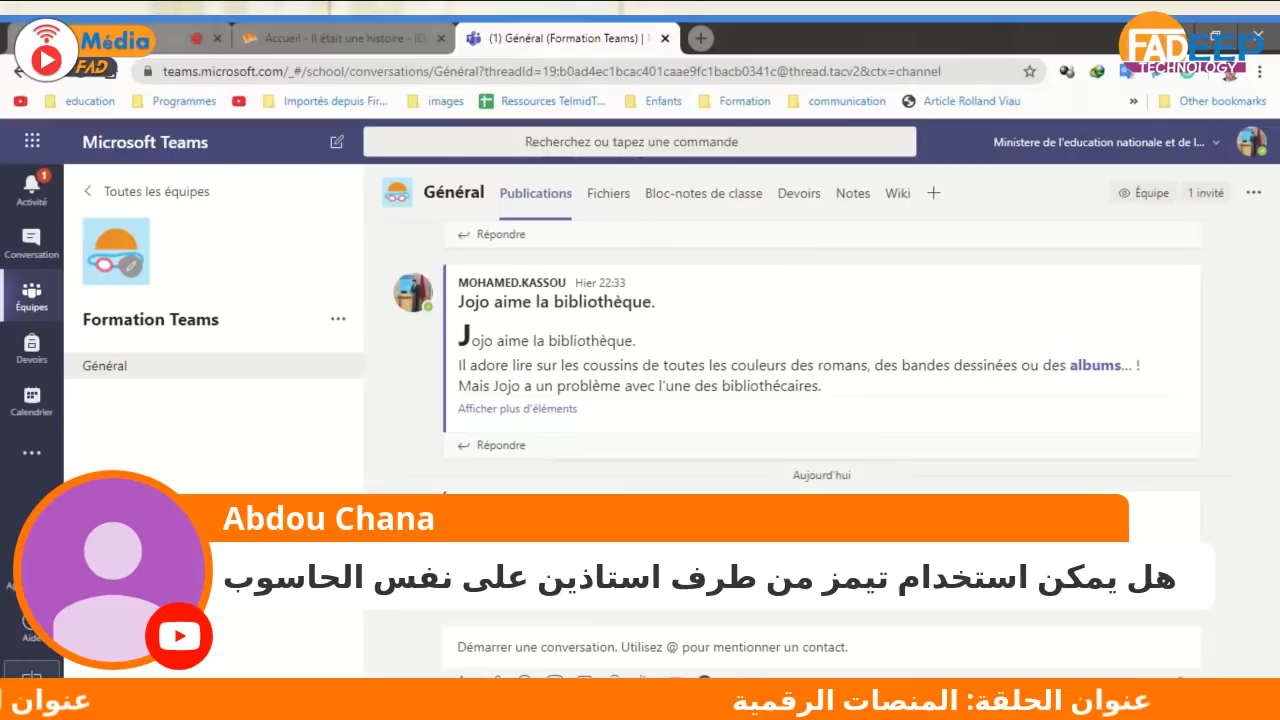 Média
FAD
Accueil - Il était une histoire - IE
(1) Général (Formation Teams) |
FADEEP
TECHNOLOGY
teams.microsoft.com/_#/school/conversations/Général?threadId=19:b0ad4ec1bcac401caae9fc1bacb0341c@thread.tacv2&ctx=channel
education
Programmes
Importés depuis Fir...
images
Ressources TelmidT...
Enfants
Formation
communication
Article Rolland Viau
»
Other bookmarks
Microsoft Teams
Recherchez ou tapez une commande
Ministere de l'education nationale et de l...
1
Activité
Conversation
Équipes
Devoirs
Calendrier
Aide
Toutes les équipes
Formation Teams
Général
Général
Publications
Fichiers
Bloc-notes de classe
Devoirs
Notes
Wiki
Équipe
1 invité
Répondre
MOHAMED.KASSOU Hier 22:33
Jojo aime la bibliothèque.
Jojo aime la bibliothèque.
Il adore lire sur les coussins de toutes les couleurs des romans, des bandes dessinées ou des albums... !
Mais Jojo a un problème avec l'une des bibliothécaires.
Afficher plus d'éléments
Répondre
Aujourd'hui
Abdou Chana
هل يمكن استخدام تيمز من طرف استاذين على نفس الحاسوب
Démarrer une conversation. Utilisez @ pour mentionner un contact.
عنوان الحلقة: المنصات الرقمية
عنوان ا